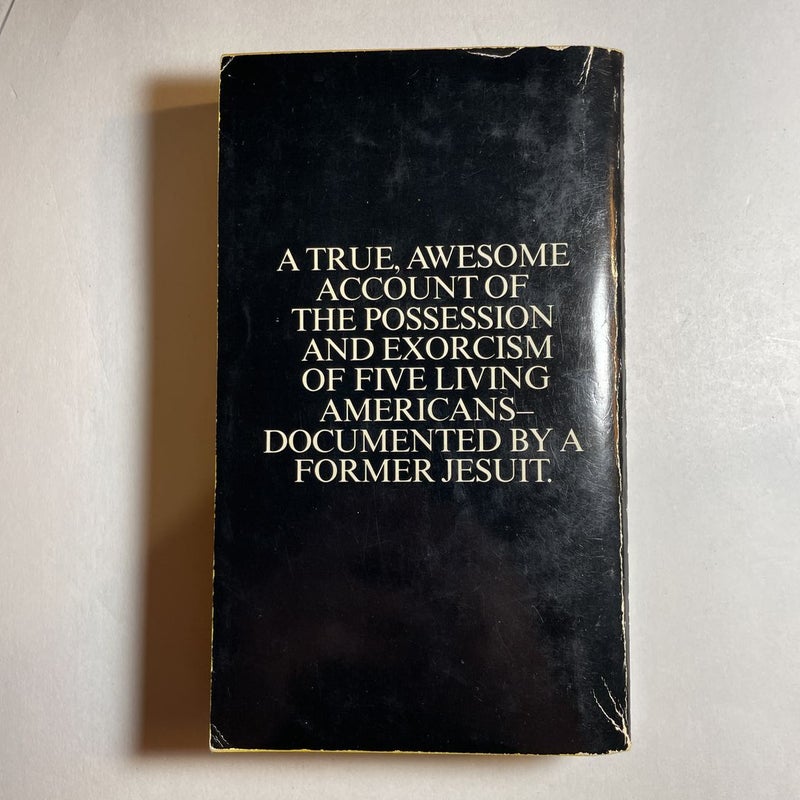 A TRUE, AWESOME
ACCOUNT OF
THE POSSESSION
AND EXORCISM
OF FIVE LIVING
AMERICANS–
DOCUMENTED BY A
FORMER JESUIT.